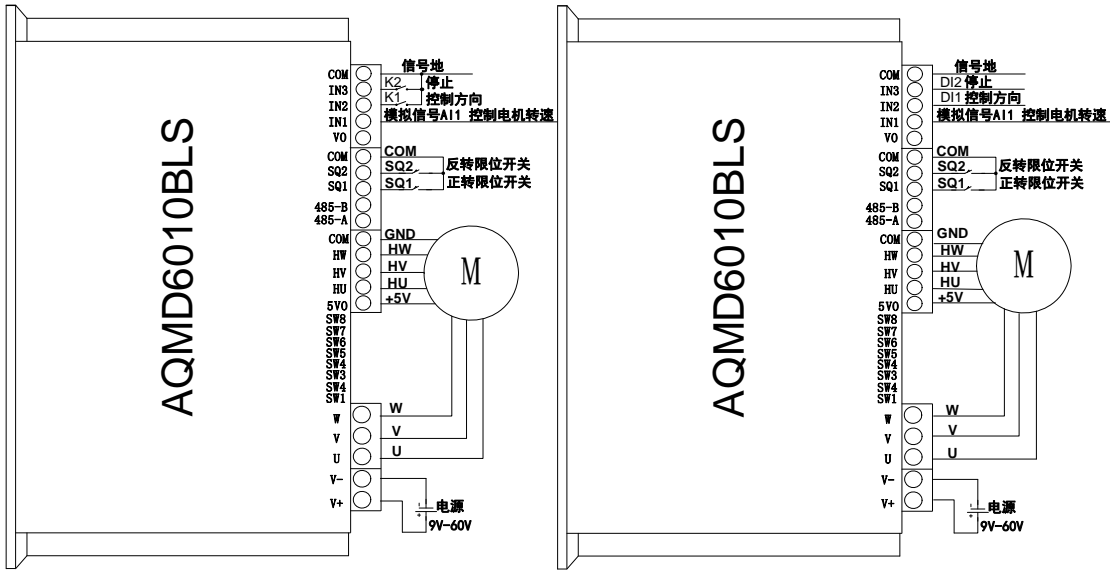 AQMD6010BLS
COM 信号地
IN3 K2 停止
IN2 K1 控制方向
IN1 模拟信号AI1 控制电机转速
VO
COM COM
SQ2 SQ2 反转限位开关
SQ1 SQ1 正转限位开关
485-B
485-A
COM GND
HW HW
HV HV
HU HU
5VO +5V
M
SW8
SW7
SW6
SW5
SW4
SW3
SW4
SW1
W W
V V
U U
V-
V+
电源
9V-60V
AQMD6010BLS
COM 信号地
IN3 DI2 停止
IN2 DI1 控制方向
IN1 模拟信号AI1 控制电机转速
VO
COM COM
SQ2 SQ2 反转限位开关
SQ1 SQ1 正转限位开关
485-B
485-A
COM GND
HW HW
HV HV
HU HU
5VO +5V
M
SW8
SW7
SW6
SW5
SW4
SW3
SW4
SW1
W W
V V
U U
V-
V+
电源
9V-60V